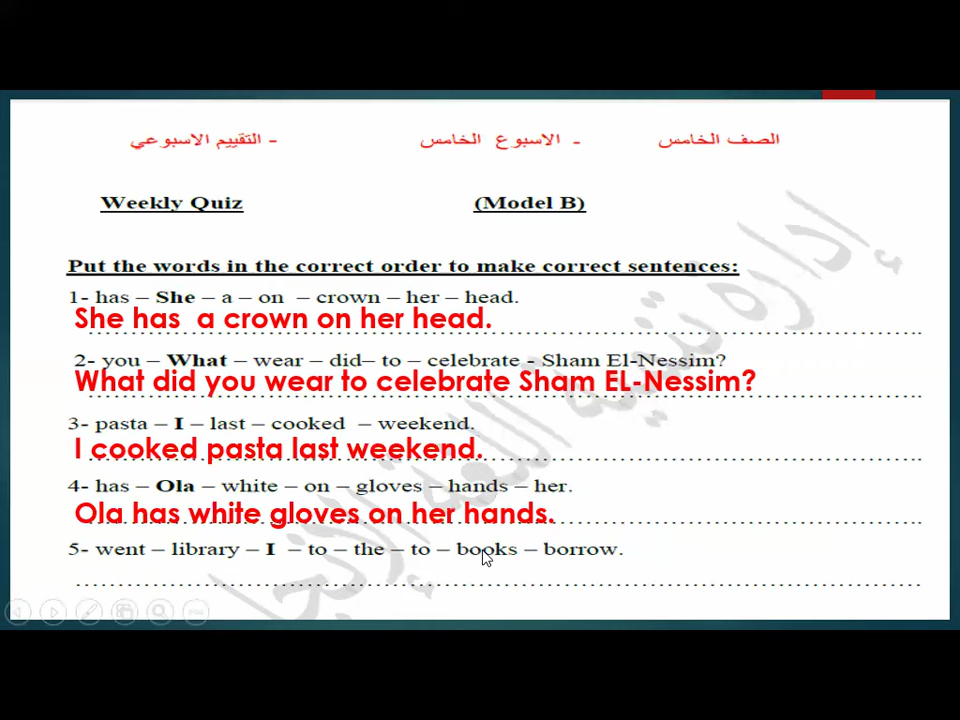 الصف الخامس - الاسبوع الخامس - التقييم الاسبوعي
Weekly Quiz (Model B)
Put the words in the correct order to make correct sentences:
1- has – She – a – on – crown – her – head.
She has a crown on her head.
2- you – What – wear – did– to – celebrate - Sham El-Nessim?
What did you wear to celebrate Sham EL-Nessim?
3- pasta – I – last – cooked – weekend.
I cooked pasta last weekend.
4- has – Ola – white – on – gloves – hands – her.
Ola has white gloves on her hands.
5- went – library – I – to – the – to – books – borrow.
إدارة تنمية اللغة